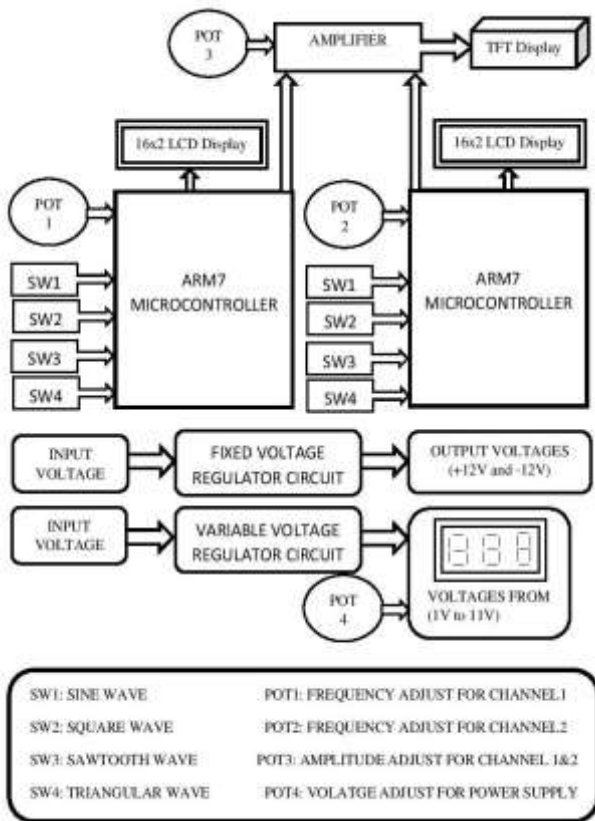 POT
3
AMPLIFIER
TFT Display
16x2 LCD Display
16x2 LCD Display
POT
1
POT
2
ARM7
MICROCONTROLLER
ARM7
MICROCONTROLLER
SW1
SW2
SW3
SW4
SW1
SW2
SW3
SW4
INPUT
VOLTAGE
FIXED VOLTAGE
REGULATOR CIRCUIT
OUTPUT VOLTAGES
(+12V and -12V)
INPUT
VOLTAGE
VARIABLE VOLTAGE
REGULATOR CIRCUIT
POT
4
VOLTAGES FROM
(1V to 11V)
SW1: SINE WAVE
POT1: FREQUENCY ADJUST FOR CHANNEL1
SW2: SQUARE WAVE
POT2: FREQUENCY ADJUST FOR CHANNEL2
SW3: SAWTOOTH WAVE
POT3: AMPLITUDE ADJUST FOR CHANNEL 1&2
SW4: TRIANGULAR WAVE
POT4: VOLATGE ADJUST FOR POWER SUPPLY